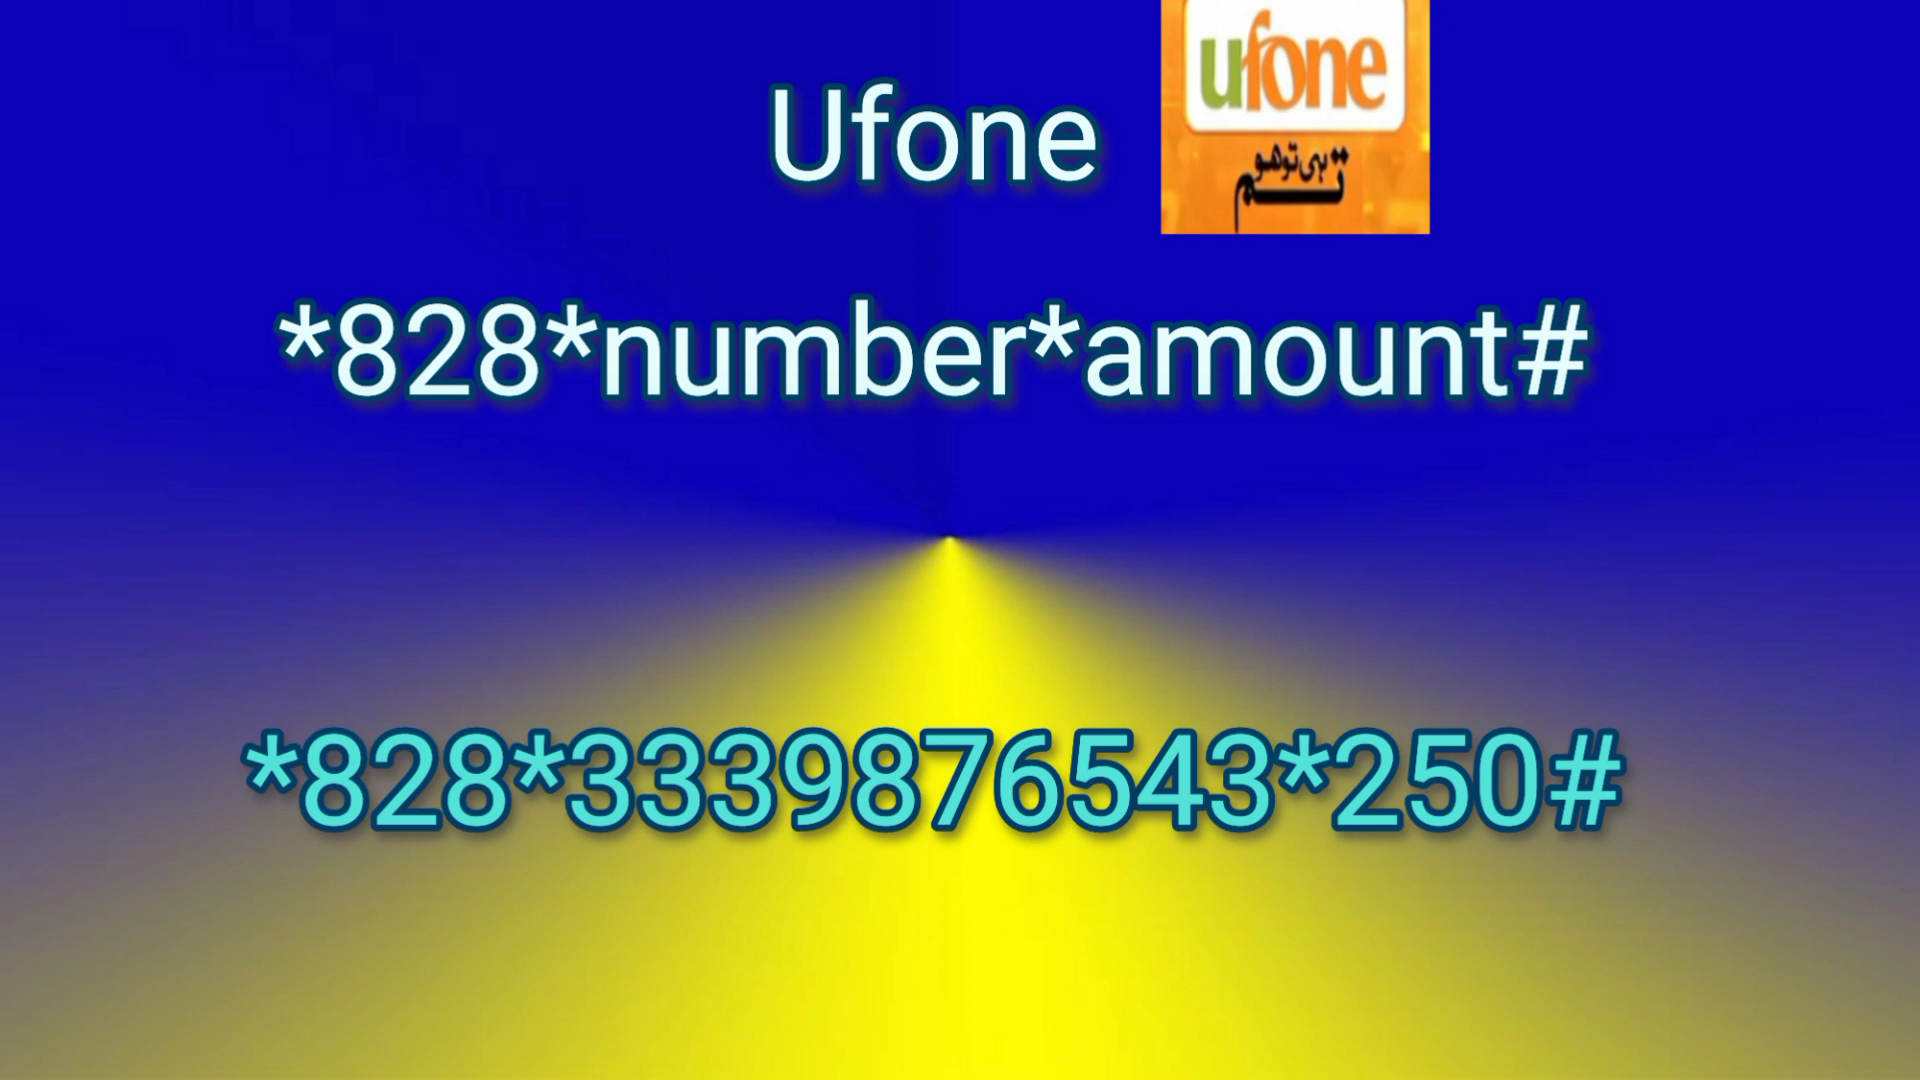 Ufone
ufone
تم ہی تو ہو
*828*number*amount#
*828*3339876543*250#